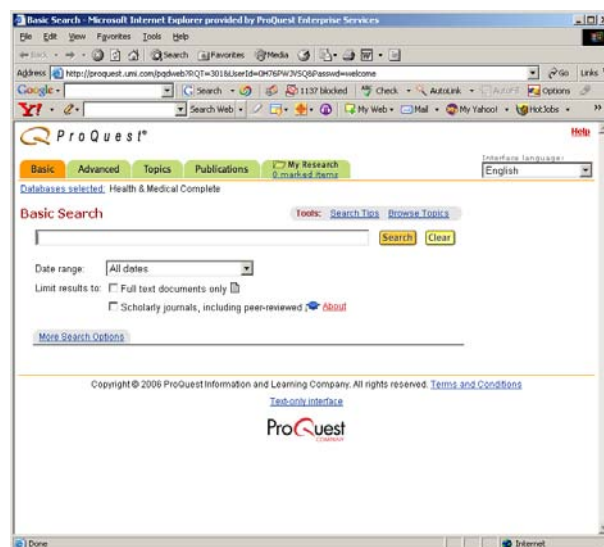 Basic Search - Microsoft Internet Explorer provided by ProQuest Enterprise Services
File Edit View Favorites Tools Help
Back Search Favorites Media
Address http://proquest.umi.com/pqdweb?RQT=301&UserId=0H76PWJVSQ&Passwd=welcome Go Links
Google Search 1137 blocked Check AutoLink AutoFill Options
Y! Search Web My Web Mail My Yahoo! HotJobs »
ProQuest® Help
Interface language:
Basic Advanced Topics Publications My Research
0 marked items
English
Databases selected: Health & Medical Complete
Basic Search Tools: Search Tips Browse Topics
Search Clear
Date range: All dates
Limit results to: Full text documents only
Scholarly journals, including peer-reviewed About
More Search Options
Copyright © 2006 ProQuest Information and Learning Company. All rights reserved. Terms and Conditions
Text-only interface
ProQuest
COMPANY
Done Internet